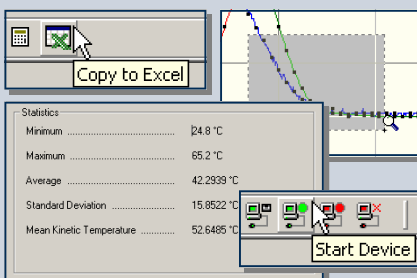 Copy to Excel
Statistics
Minimum .................................... 24.8 °C
Maximum ................................... 65.2 °C
Average ..................................... 42.2939 °C
Standard Deviation ..................... 15.8522 °C
Mean Kinetic Temperature ........... 52.6485 °C
Start Device